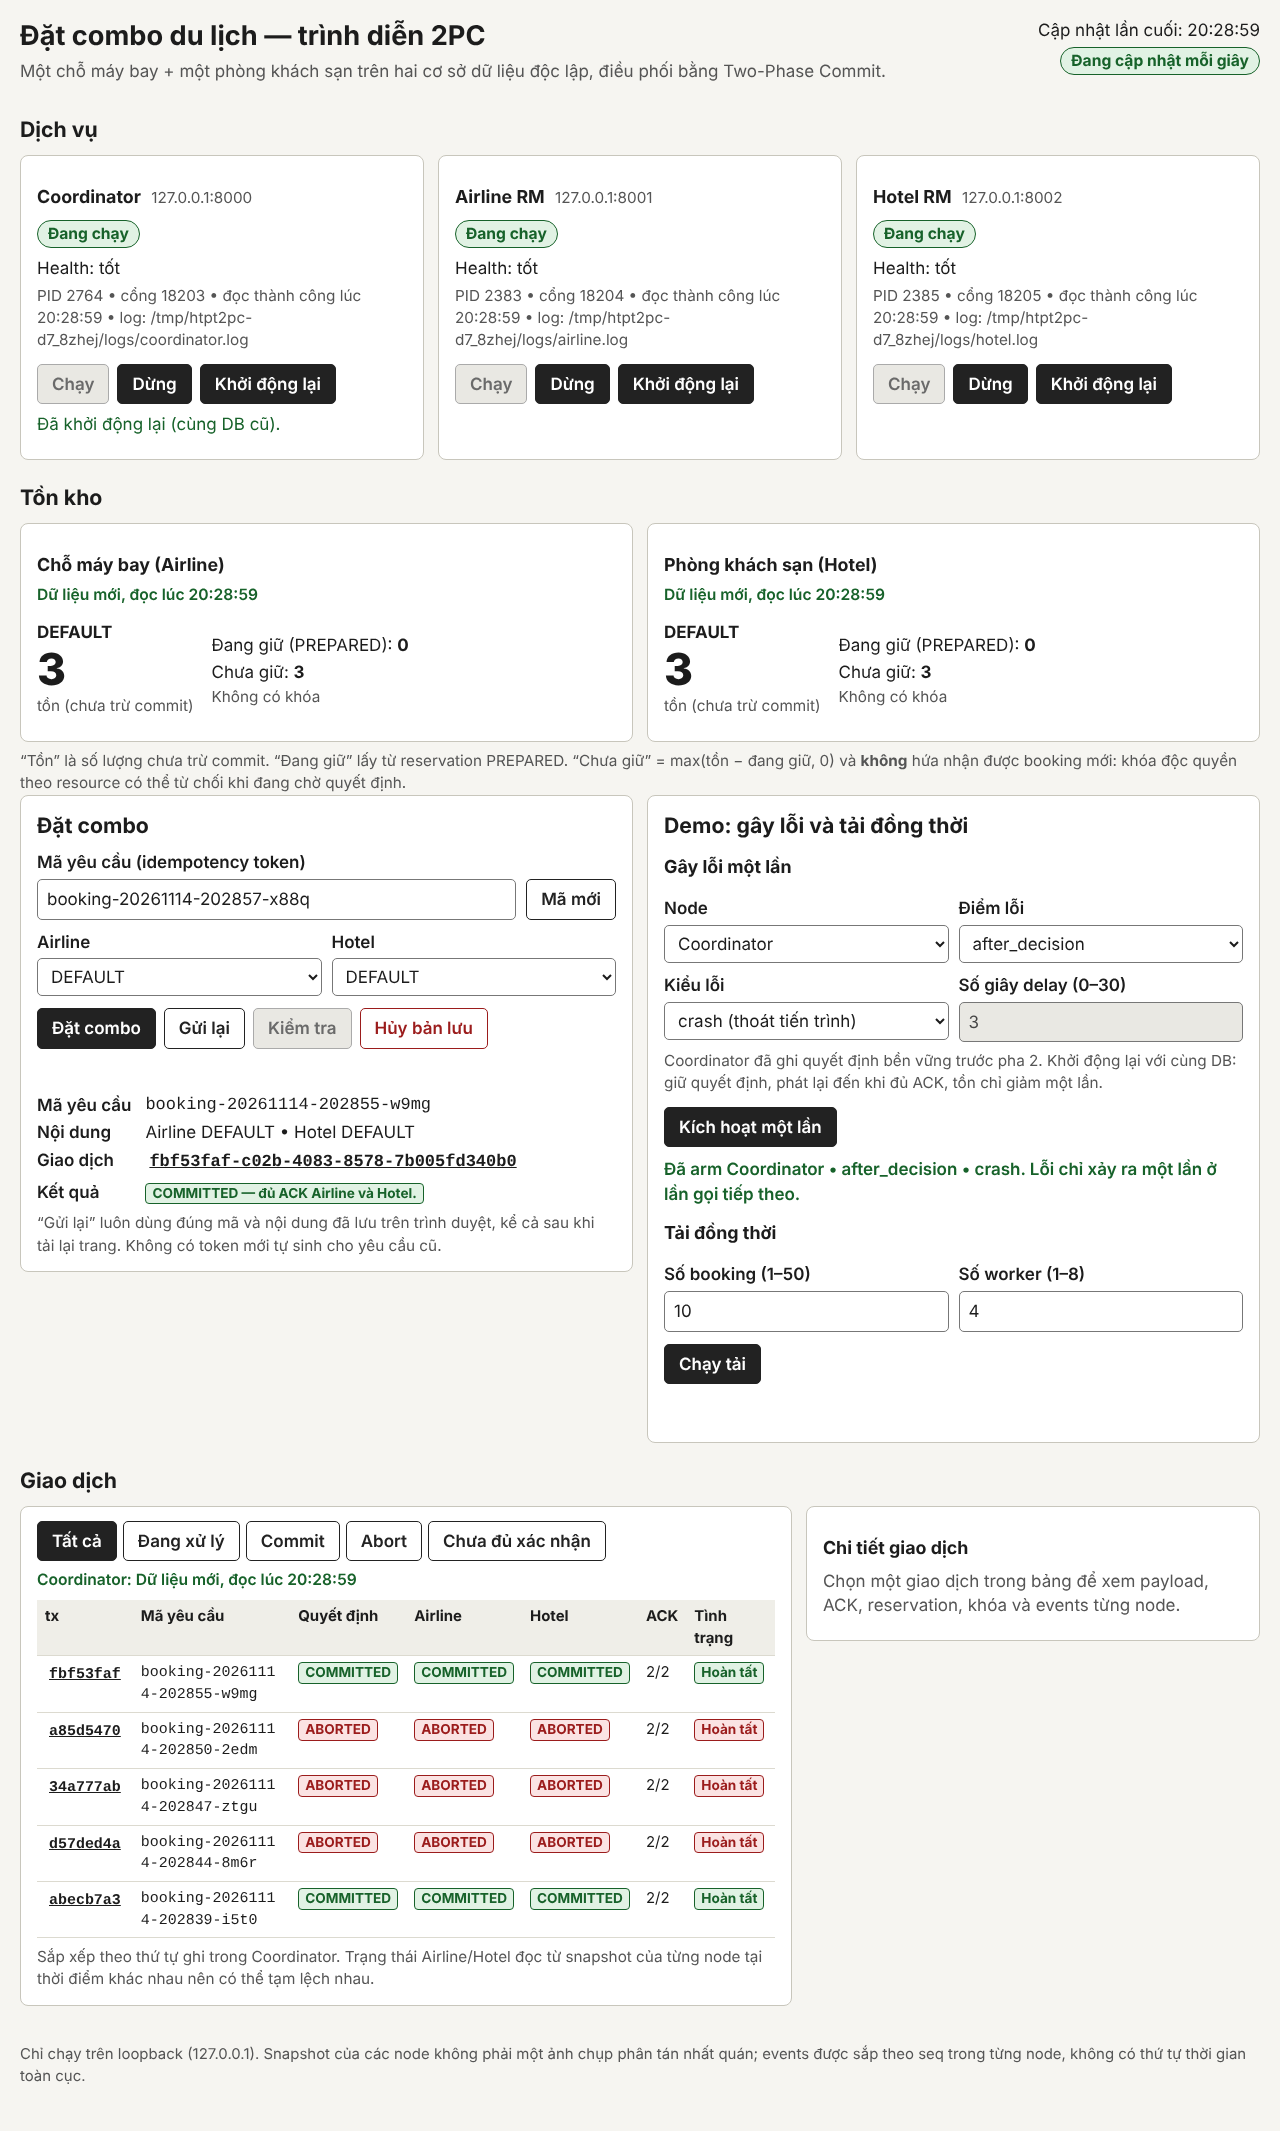 Đặt combo du lịch — trình diễn 2PC
Một chỗ máy bay + một phòng khách sạn trên hai cơ sở dữ liệu độc lập, điều phối bằng Two-Phase Commit.
Cập nhật lần cuối: 20:28:59
Đang cập nhật mỗi giây
Dịch vụ
Coordinator 127.0.0.1:8000
Đang chạy
Health: tốt
PID 2764 • cổng 18203 • đọc thành công lúc
20:28:59 • log: /tmp/htpt2pc-
d7_8zhej/logs/coordinator.log
Chạy Dừng Khởi động lại
Đã khởi động lại (cùng DB cũ).
Airline RM 127.0.0.1:8001
Đang chạy
Health: tốt
PID 2383 • cổng 18204 • đọc thành công lúc
20:28:59 • log: /tmp/htpt2pc-
d7_8zhej/logs/airline.log
Chạy Dừng Khởi động lại
Hotel RM 127.0.0.1:8002
Đang chạy
Health: tốt
PID 2385 • cổng 18205 • đọc thành công lúc
20:28:59 • log: /tmp/htpt2pc-
d7_8zhej/logs/hotel.log
Chạy Dừng Khởi động lại
Tồn kho
Chỗ máy bay (Airline)
Dữ liệu mới, đọc lúc 20:28:59
DEFAULT
3
tồn (chưa trừ commit)
Đang giữ (PREPARED): 0
Chưa giữ: 3
Không có khóa
Phòng khách sạn (Hotel)
Dữ liệu mới, đọc lúc 20:28:59
DEFAULT
3
tồn (chưa trừ commit)
Đang giữ (PREPARED): 0
Chưa giữ: 3
Không có khóa
“Tồn” là số lượng chưa trừ commit. “Đang giữ” lấy từ reservation PREPARED. “Chưa giữ” = max(tồn − đang giữ, 0) và không hứa nhận được booking mới: khóa độc quyền
theo resource có thể từ chối khi đang chờ quyết định.
Đặt combo
Mã yêu cầu (idempotency token)
booking-20261114-202857-x88q Mã mới
Airline Hotel
DEFAULT DEFAULT
Đặt combo Gửi lại Kiểm tra Hủy bản lưu
Mã yêu cầu booking-20261114-202855-w9mg
Nội dung Airline DEFAULT • Hotel DEFAULT
Giao dịch fbf53faf-c02b-4083-8578-7b005fd340b0
Kết quả COMMITTED — đủ ACK Airline và Hotel.
“Gửi lại” luôn dùng đúng mã và nội dung đã lưu trên trình duyệt, kể cả sau khi
tải lại trang. Không có token mới tự sinh cho yêu cầu cũ.
Demo: gây lỗi và tải đồng thời
Gây lỗi một lần
Node Điểm lỗi
Coordinator after_decision
Kiểu lỗi Số giây delay (0–30)
crash (thoát tiến trình) 3
Coordinator đã ghi quyết định bền vững trước pha 2. Khởi động lại với cùng DB:
giữ quyết định, phát lại đến khi đủ ACK, tồn chỉ giảm một lần.
Kích hoạt một lần
Đã arm Coordinator • after_decision • crash. Lỗi chỉ xảy ra một lần ở
lần gọi tiếp theo.
Tải đồng thời
Số booking (1–50) Số worker (1–8)
10 4
Chạy tải
Giao dịch
Tất cả Đang xử lý Commit Abort Chưa đủ xác nhận
Coordinator: Dữ liệu mới, đọc lúc 20:28:59
tx Mã yêu cầu Quyết định Airline Hotel ACK Tình
trạng
fbf53faf booking-2026111 COMMITTED COMMITTED COMMITTED 2/2 Hoàn tất
4-202855-w9mg
a85d5470 booking-2026111 ABORTED ABORTED ABORTED 2/2 Hoàn tất
4-202850-2edm
34a777ab booking-2026111 ABORTED ABORTED ABORTED 2/2 Hoàn tất
4-202847-ztgu
d57ded4a booking-2026111 ABORTED ABORTED ABORTED 2/2 Hoàn tất
4-202844-8m6r
abecb7a3 booking-2026111 COMMITTED COMMITTED COMMITTED 2/2 Hoàn tất
4-202839-i5t0
Sắp xếp theo thứ tự ghi trong Coordinator. Trạng thái Airline/Hotel đọc từ snapshot của từng node tại
thời điểm khác nhau nên có thể tạm lệch nhau.
Chi tiết giao dịch
Chọn một giao dịch trong bảng để xem payload,
ACK, reservation, khóa và events từng node.
Chỉ chạy trên loopback (127.0.0.1). Snapshot của các node không phải một ảnh chụp phân tán nhất quán; events được sắp theo seq trong từng node, không có thứ tự thời gian
toàn cục.